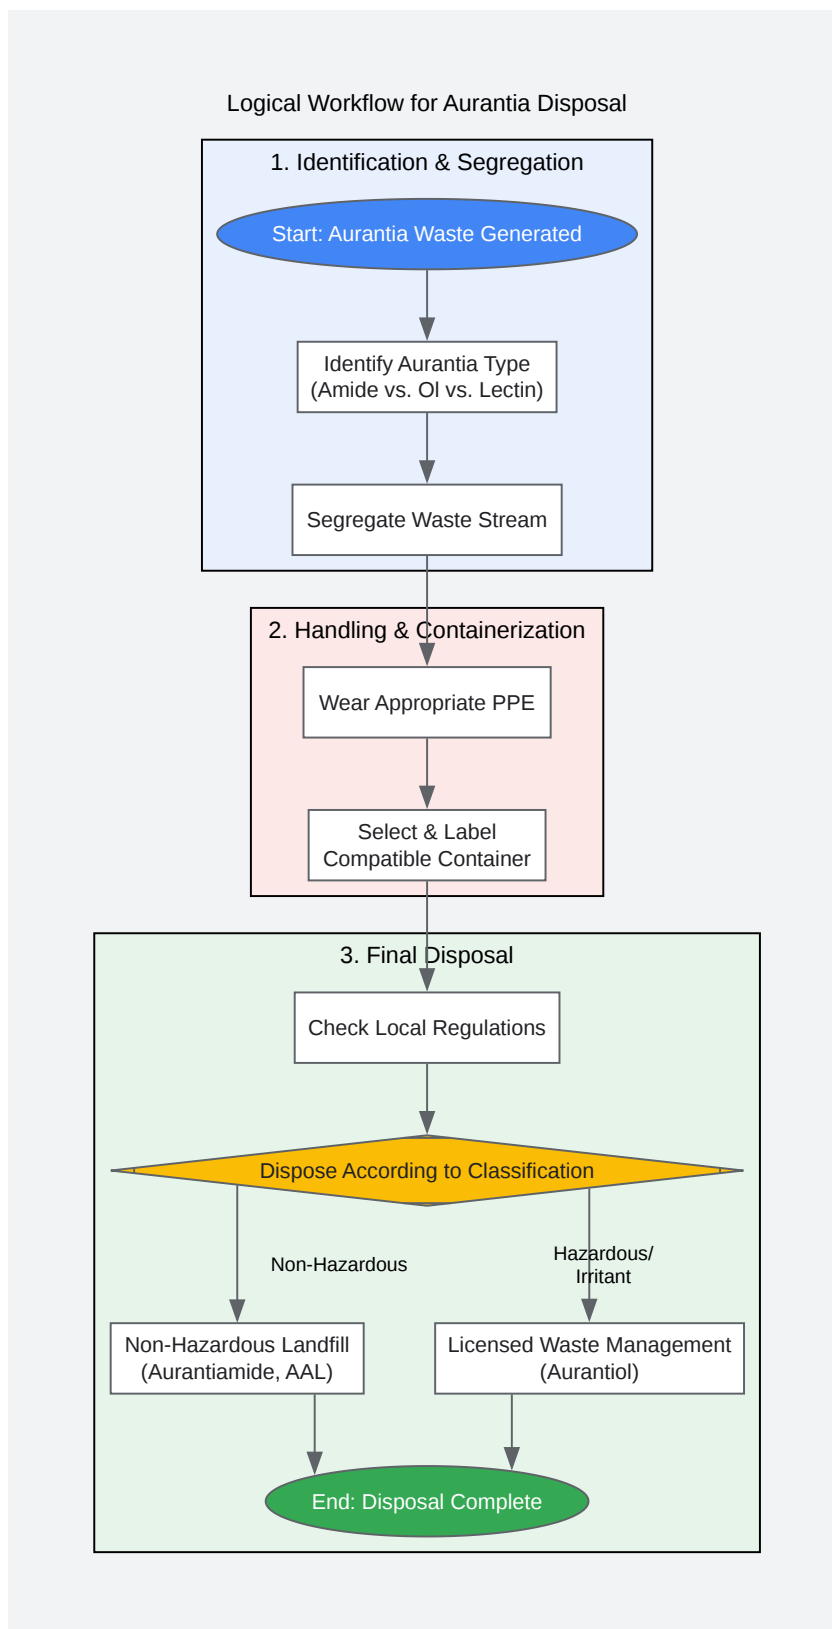 Logical Workflow for Aurantia Disposal
1. Identification & Segregation
Start: Aurantia Waste Generated
Identify Aurantia Type
(Amide vs. Ol vs. Lectin)
Segregate Waste Stream
2. Handling & Containerization
Wear Appropriate PPE
Select & Label
Compatible Container
3. Final Disposal
Check Local Regulations
Dispose According to Classification
Non-Hazardous
Hazardous/
Irritant
Non-Hazardous Landfill
(Aurantiamide, AAL)
Licensed Waste Management
(Aurantiol)
End: Disposal Complete